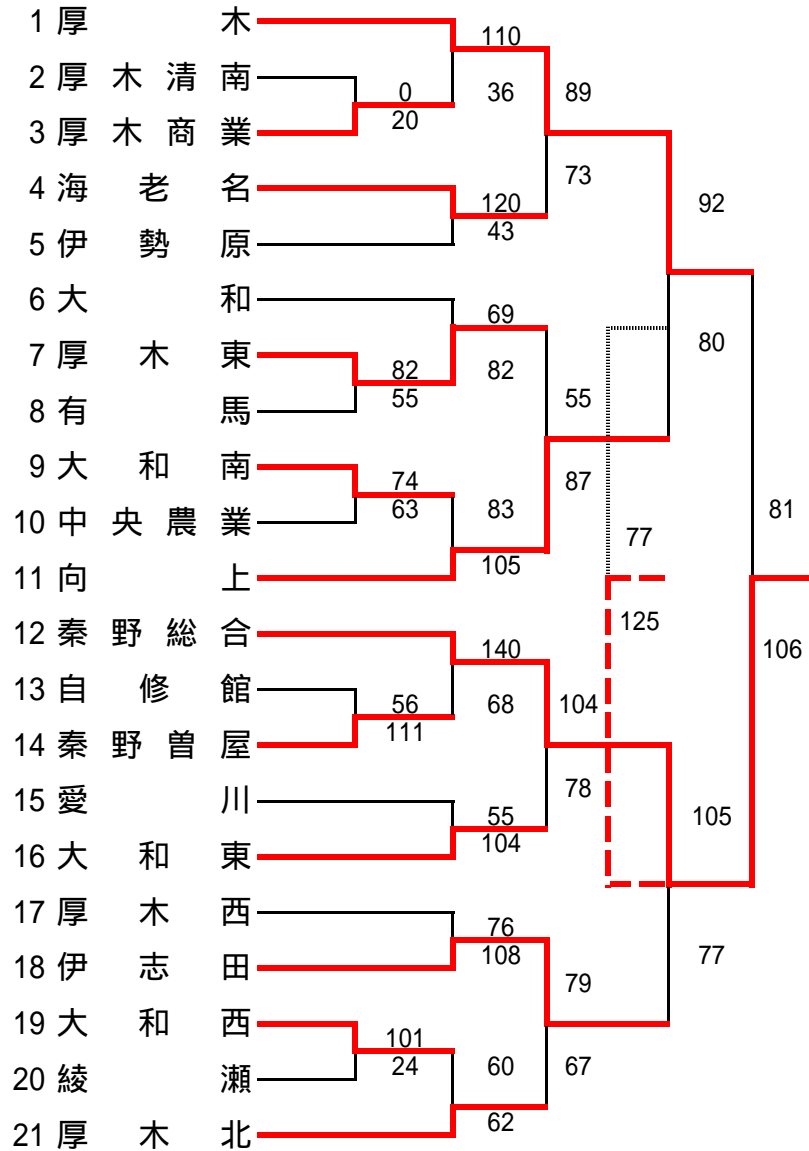 1 厚木
110
2 厚木清南
0
36
89
3 厚木商業
20
4 海老名
73
120
92
5 伊勢原
43
6 大和
69
80
7 厚木東
82
82
8 有馬
55
55
9 大和南
74
87
10 中央農業
63
83
81
77
11 向上
105
12 秦野総合
125
140
106
13 自修館
56
68
104
14 秦野曽屋
111
15 愛川
78
55
105
16 大和東
104
17 厚木西
76
18 伊志田
108
77
79
19 大和西
101
20 綾瀬
24
60
67
21 厚木北
62